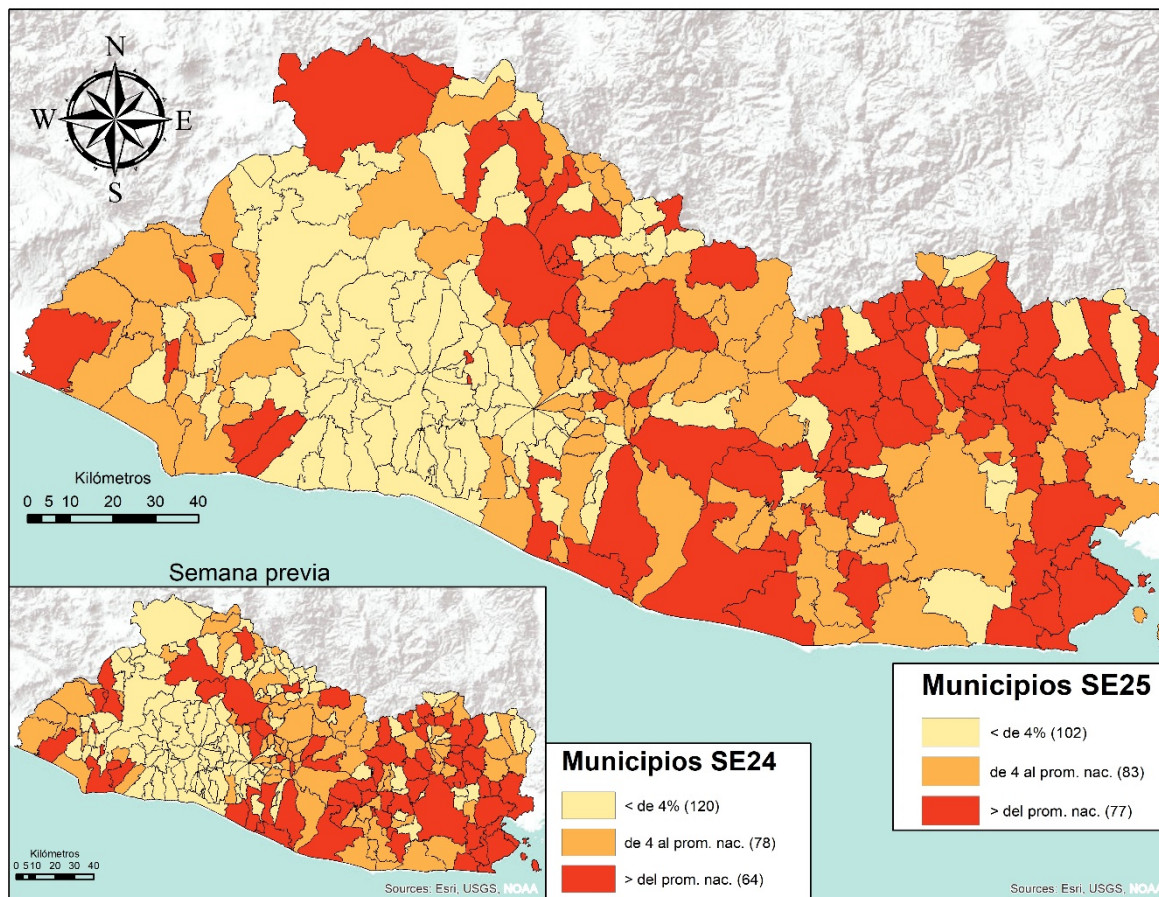 N
W E
S
Kilómetros
0 5 10 20 30 40
Semana previa
Kilómetros
0 5 10 20 30 40
Sources: Esri, USGS, NOAA
Municipios SE24
< de 4% (120)
de 4 al prom. nac. (78)
> del prom. nac. (64)
Municipios SE25
< de 4% (102)
de 4 al prom. nac. (83)
> del prom. nac. (77)
Sources: Esri, USGS, NOAA